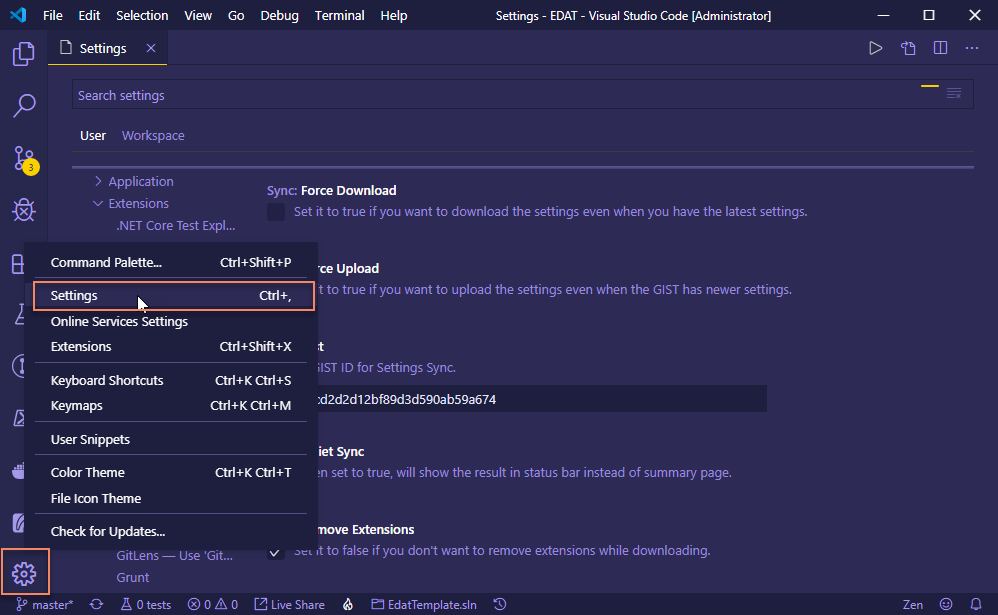 File Edit Selection View Go Debug Terminal Help Settings - EDAT - Visual Studio Code [Administrator]
Settings
Search settings
User Workspace
3
Application
Sync: Force Download
Extensions
Set it to true if you want to download the settings even when you have the latest settings.
.NET Core Test Expl...
Command Palette... Ctrl+Shift+P
rce Upload
Settings Ctrl+,
t to true if you want to upload the settings even when the GIST has newer settings.
Online Services Settings
Extensions Ctrl+Shift+X
st
GIST ID for Settings Sync.
Keyboard Shortcuts Ctrl+K Ctrl+S
Keymaps Ctrl+K Ctrl+M
cd2d2d12bf89d3d590ab59a674
User Snippets
iet Sync
Color Theme Ctrl+K Ctrl+T
en set to true, will show the result in status bar instead of summary page.
File Icon Theme
Check for Updates...
move Extensions
Set it to false if you don't want to remove extensions while downloading.
GitLens — Use 'Git...
Grunt
master* 0 tests 0 0 Live Share EdatTemplate.sln Zen